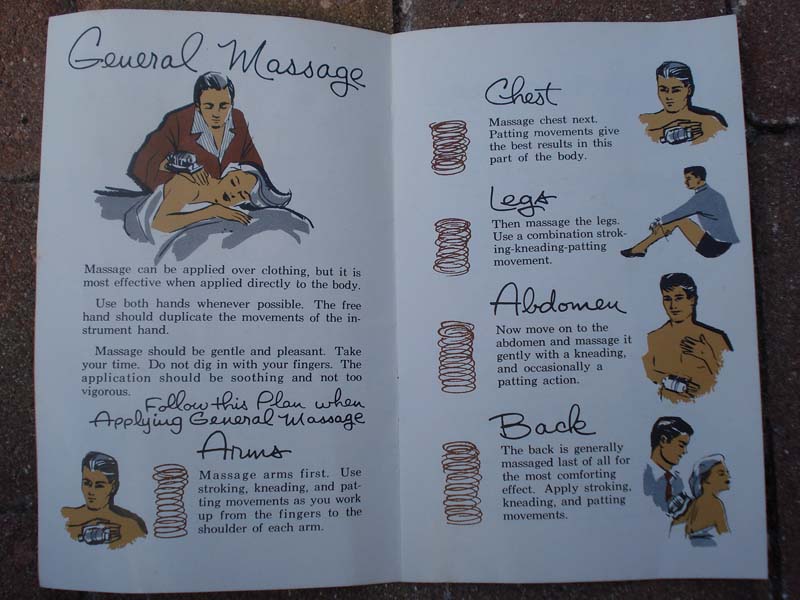 General Massage
Massage can be applied over clothing, but it is
most effective when applied directly to the body.
Use both hands whenever possible. The free
hand should duplicate the movements of the in-
strument hand.
Massage should be gentle and pleasant. Take
your time. Do not dig in with your fingers. The
application should be soothing and not too
vigorous.
Follow this Plan when
Applying General Massage
Arms
Massage arms first. Use
stroking, kneading, and pat-
ting movements as you work
up from the fingers to the
shoulder of each arm.
Chest
Massage chest next.
Patting movements give
the best results in this
part of the body.
Legs
Then massage the legs.
Use a combination strok-
ing-kneading-patting
movement.
Abdomen
Now move on to the
abdomen and massage it
gently with a kneading,
and occasionally a
patting action.
Back
The back is generally
massaged last of all for
the most comforting
effect. Apply stroking,
kneading, and patting
movements.